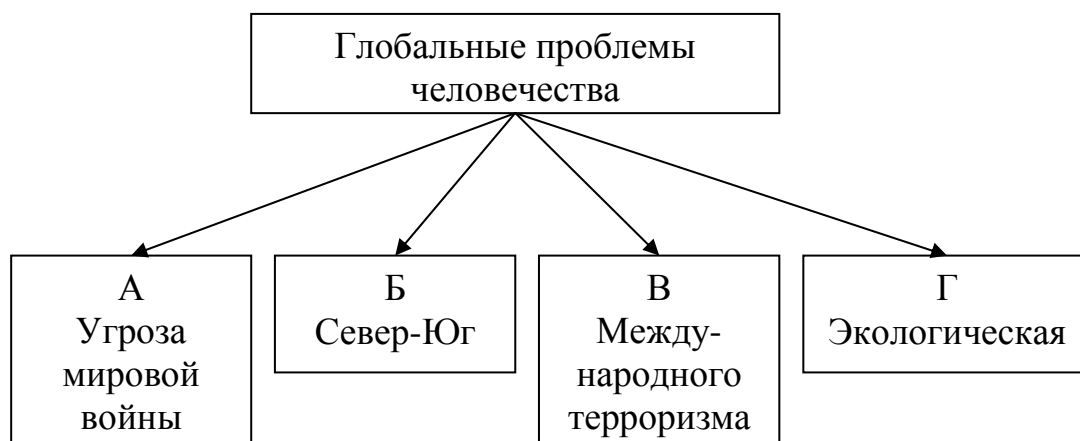 Глобальные проблемы
человечества
А
Угроза
мировой
войны
Б
Север-Юг
В
Между-
народного
терроризма
Г
Экологическая